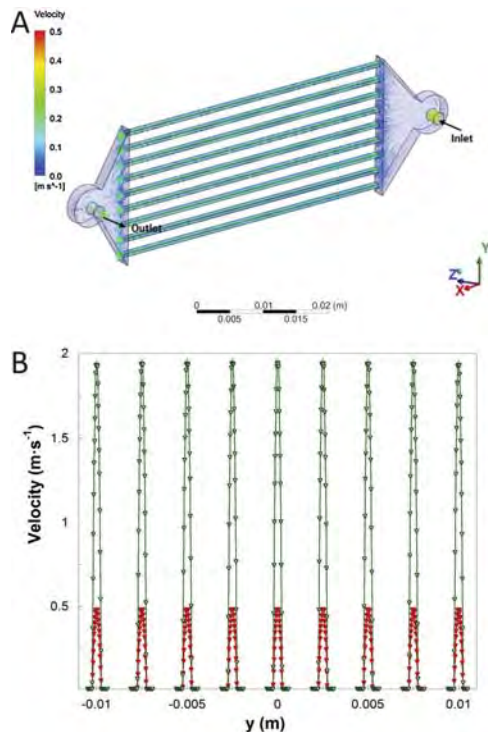 A
Velocity
0.5
0.4
0.3
0.2
0.1
0.0
[m s^-1]
Inlet
Outlet
Y
Z
X
0 0.01 0.02 (m)
0.005 0.015
B
Velocity (m·s⁻¹)
2
1.5
1
0.5
-0.01 -0.005 0 0.005 0.01
y (m)